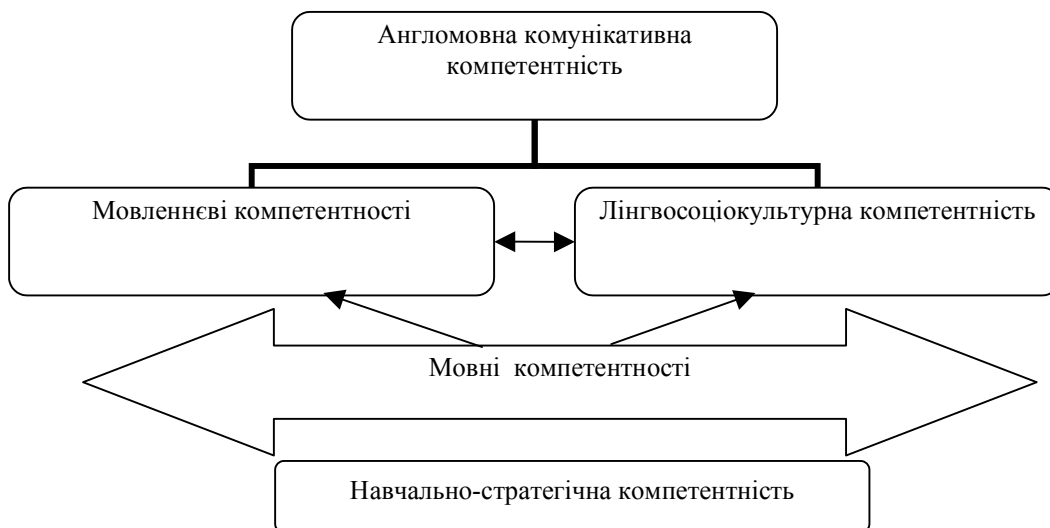 Англомовна комунікативна
компетентність
Мовленнєві компетентності
Лінгвосоціокультурна компетентність
Мовні компетентності
Навчально-стратегічна компетентність